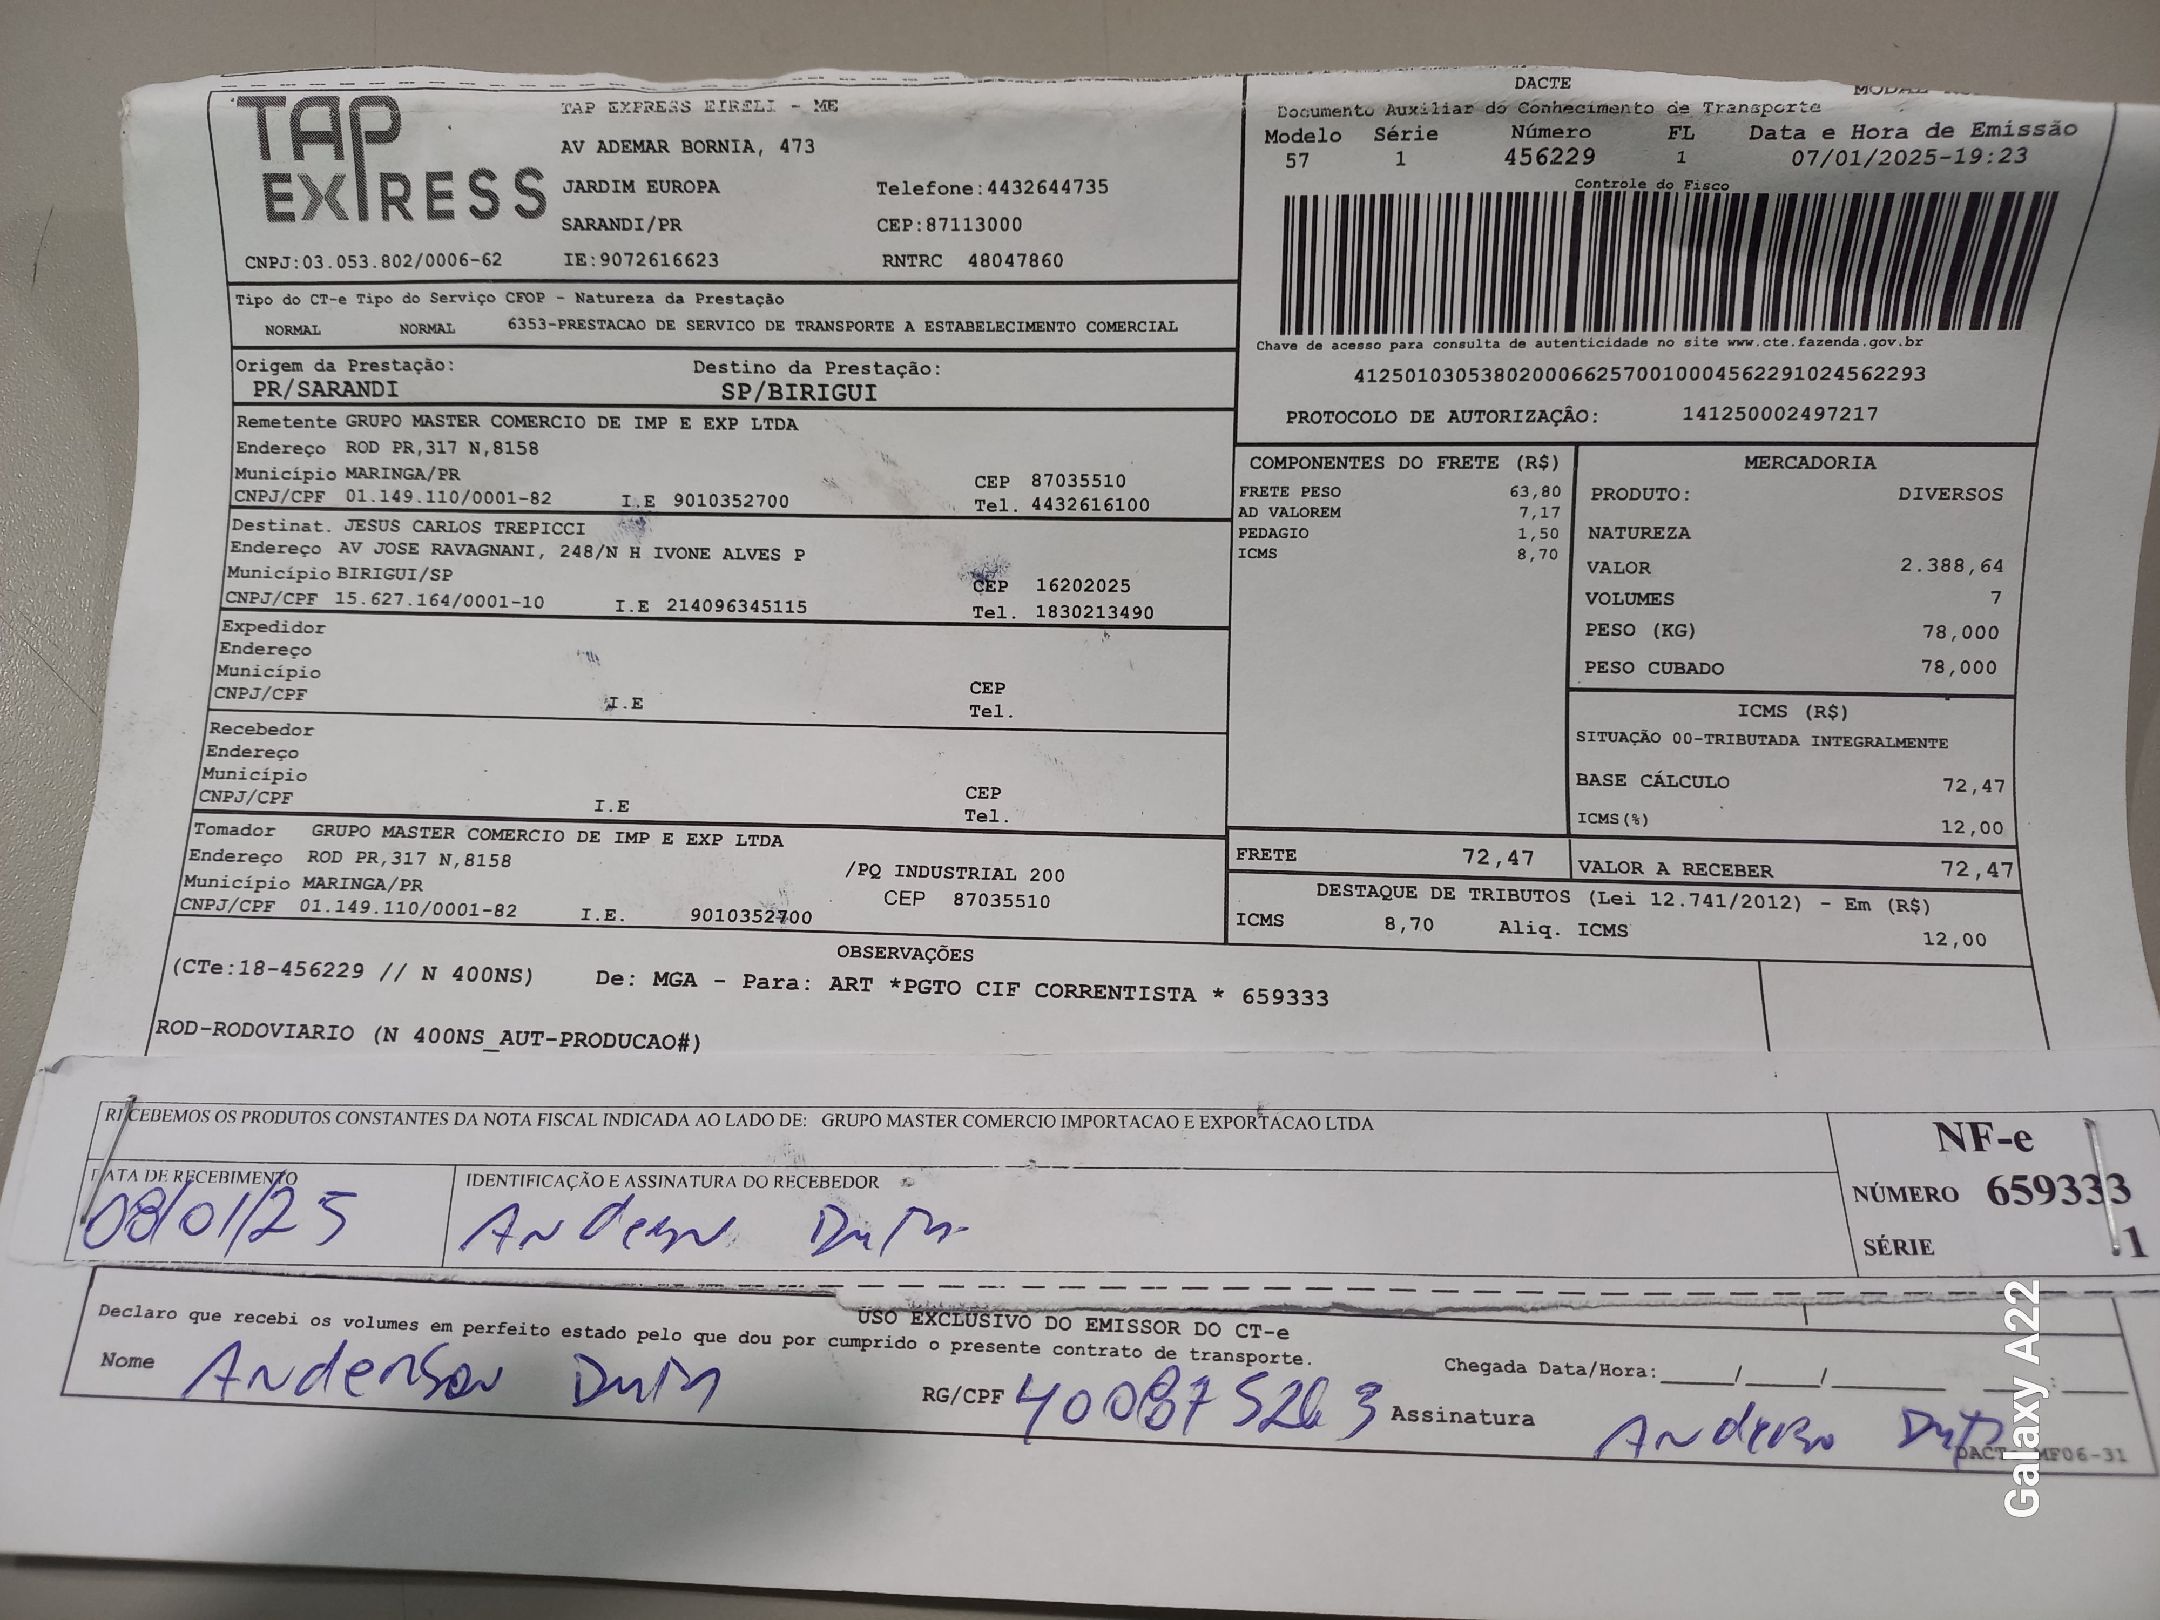 TAP EXPRESS
TAP EXPRESS EIRELI - ME
AV ADEMAR BORNIA, 473
JARDIM EUROPA Telefone:4432644735
SARANDI/PR CEP:87113000
CNPJ:03.053.802/0006-62 IE:9072616623 RNTRC 48047860
DACTE
Documento Auxiliar do Conhecimento de Transporte
Modelo Série Número FL Data e Hora de Emissão
57 1 456229 1 07/01/2025-19:23
Controle do Fisco
Chave de acesso para consulta de autenticidade no site www.cte.fazenda.gov.br
41250103053802000662570010004562291024562293
PROTOCOLO DE AUTORIZAÇÂO: 141250002497217
Tipo do CT-e Tipo do Serviço CFOP - Natureza da Prestação
NORMAL NORMAL 6353-PRESTACAO DE SERVICO DE TRANSPORTE A ESTABELECIMENTO COMERCIAL
Origem da Prestação: Destino da Prestação:
PR/SARANDI SP/BIRIGUI
Remetente GRUPO MASTER COMERCIO DE IMP E EXP LTDA
Endereço ROD PR,317 N,8158
Município MARINGA/PR CEP 87035510
CNPJ/CPF 01.149.110/0001-82 I.E 9010352700 Tel. 4432616100
Destinat. JESUS CARLOS TREPICCI
Endereço AV JOSE RAVAGNANI, 248/N H IVONE ALVES P
Município BIRIGUI/SP CEP 16202025
CNPJ/CPF 15.627.164/0001-10 I.E 214096345115 Tel. 1830213490
Expedidor
Endereço
Município CEP
CNPJ/CPF I.E Tel.
Recebedor
Endereço
Município CEP
CNPJ/CPF I.E Tel.
Tomador GRUPO MASTER COMERCIO DE IMP E EXP LTDA
Endereço ROD PR,317 N,8158 /PQ INDUSTRIAL 200
Município MARINGA/PR CEP 87035510
CNPJ/CPF 01.149.110/0001-82 I.E. 9010352700
COMPONENTES DO FRETE (R$)
FRETE PESO 63,80
AD VALOREM 7,17
PEDAGIO 1,50
ICMS 8,70
MERCADORIA
PRODUTO: DIVERSOS
NATUREZA
VALOR 2.388,64
VOLUMES 7
PESO (KG) 78,000
PESO CUBADO 78,000
ICMS (R$)
SITUAÇÃO 00-TRIBUTADA INTEGRALMENTE
BASE CÁLCULO 72,47
ICMS(%) 12,00
FRETE 72,47 VALOR A RECEBER 72,47
DESTAQUE DE TRIBUTOS (Lei 12.741/2012) - Em (R$)
ICMS 8,70 Aliq. ICMS 12,00
OBSERVAÇÕES
(CTe:18-456229 // N 400NS) De: MGA - Para: ART *PGTO CIF CORRENTISTA * 659333
ROD-RODOVIARIO (N 400NS_AUT-PRODUCAO#)
RECEBEMOS OS PRODUTOS CONSTANTES DA NOTA FISCAL INDICADA AO LADO DE: GRUPO MASTER COMERCIO IMPORTACAO E EXPORTACAO LTDA
DATA DE RECEBIMENTO IDENTIFICAÇÃO E ASSINATURA DO RECEBEDOR
08/01/25 Anderson
NF-e
NÚMERO 659333
SÉRIE 1
USO EXCLUSIVO DO EMISSOR DO CT-e
Declaro que recebi os volumes em perfeito estado pelo que dou por cumprido o presente contrato de transporte.
Nome Anderson RG/CPF Assinatura Anderson
Chegada Data/Hora:_____/_____/_______ ___:____
MF06-31
Galaxy A22